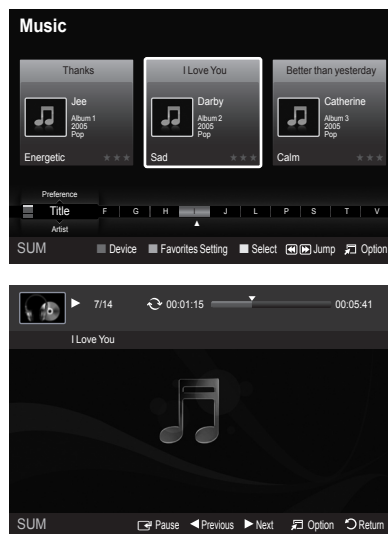 Music
Thanks I Love You Better than yesterday
Jee Darby Catherine
Album 1 Album 2 Album 3
2005 2005 2005
Pop Pop Pop
Energetic Sad Calm
Preference
Title F G H I J L P S T V
Artist
SUM Device Favorites Setting Select Jump Option
7/14 00:01:15 00:05:41
I Love You
SUM Pause Previous Next Option Return